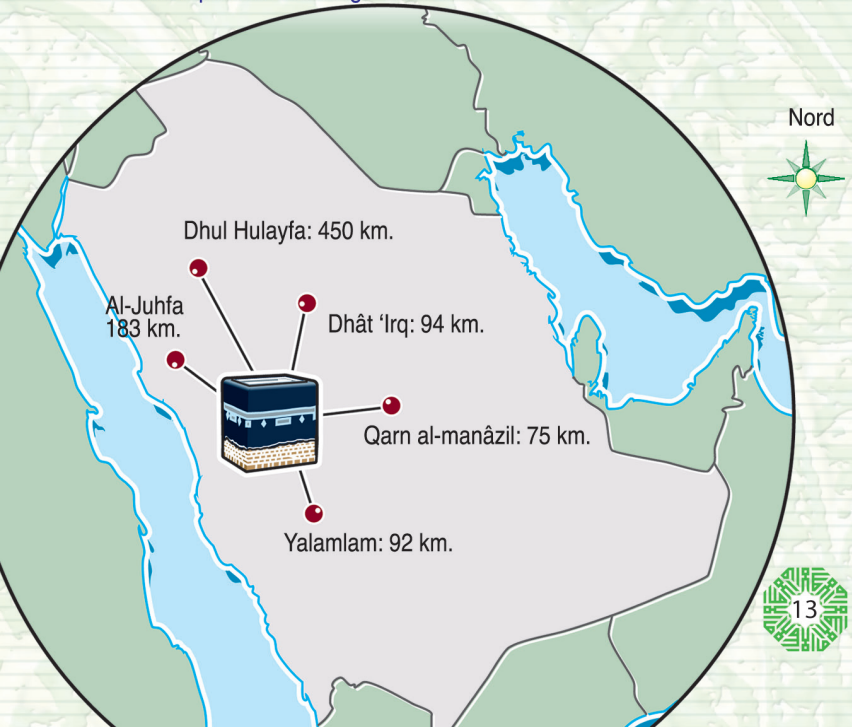 Nord
Dhul Hulayfa: 450 km.
Al-Juhfa
183 km.
Dhât ‘Irq: 94 km.
Qarn al-manâzil: 75 km.
Yalamlam: 92 km.
13